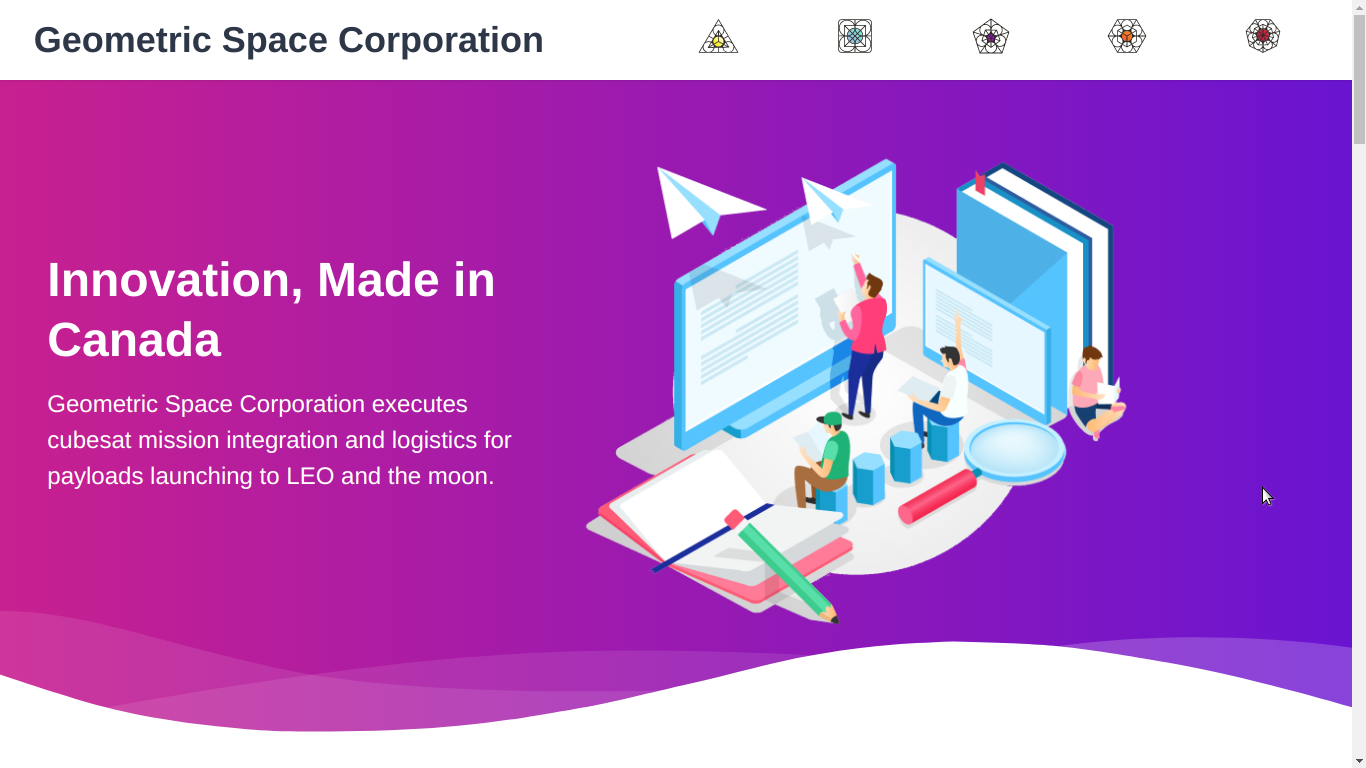 Geometric Space Corporation
Innovation, Made in
Canada
Geometric Space Corporation executes
cubesat mission integration and logistics for
payloads launching to LEO and the moon.